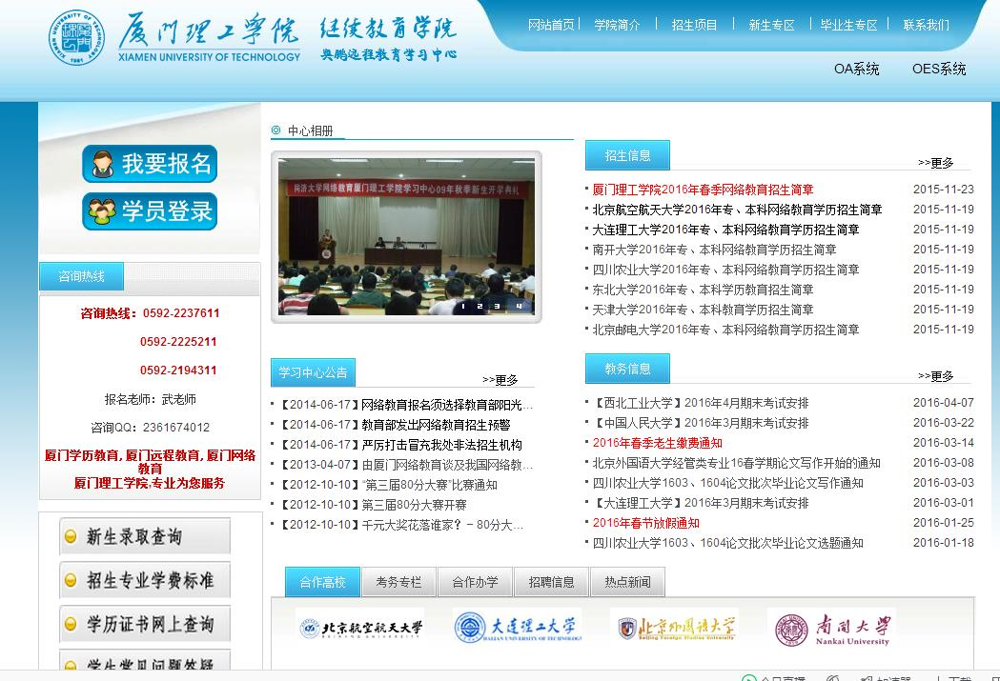 厦门理工學院 继续教育学院
XIAMEN UNIVERSITY OF TECHNOLOGY 奥鹏远程教育学习中心
网站首页 学院简介 招生项目 新生专区 毕业生专区 联系我们
OA系统 OES系统
我要报名
学员登录
咨询热线
咨询热线：0592-2237611
0592-2225211
0592-2194311
报名老师：武老师
咨询QQ：2361674012
厦门学历教育,厦门远程教育,厦门网络
教育
厦门理工学院,专业为您服务
新生录取查询
招生专业学费标准
学历证书网上查询
学生常见问题答疑
中心相册
同济大学网络教育厦门理工学院学习中心09年秋季新生开学典礼
1 2 3 4
学习中心公告
>>更多
【2014-06-17】网络教育报名须选择教育部阳光...
【2014-06-17】教育部发出网络教育招生预警
【2014-06-17】严厉打击冒充我处非法招生机构
【2013-04-07】由厦门网络教育谈及我国网络教...
【2012-10-10】“第三届80分大赛”比赛通知
【2012-10-10】第三届80分大赛开赛
【2012-10-10】千元大奖花落谁家？-80分大...
招生信息
>>更多
厦门理工学院2016年春季网络教育招生简章 2015-11-23
北京航空航天大学2016年专、本科网络教育学历招生简章 2015-11-19
大连理工大学2016年专、本科网络教育学历招生简章 2015-11-19
南开大学2016年专、本科网络教育学历招生简章 2015-11-19
四川农业大学2016年专、本科网络教育学历招生简章 2015-11-19
东北大学2016年专、本科学历教育招生简章 2015-11-19
天津大学2016年专、本科教育学历招生简章 2015-11-19
北京邮电大学2016年专、本科网络教育学历招生简章 2015-11-19
教务信息
>>更多
【西北工业大学】2016年4月期末考试安排 2016-04-07
【中国人民大学】2016年3月期末考试安排 2016-03-22
2016年春季老生缴费通知 2016-03-14
北京外国语大学经管类专业16春学期论文写作开始的通知 2016-03-08
四川农业大学1603、1604论文批次毕业论文写作通知 2016-03-03
【大连理工大学】2016年3月期末考试安排 2016-03-01
2016年春节放假通知 2016-01-25
四川农业大学1603、1604论文批次毕业论文选题通知 2016-01-18
合作高校 考务专栏 合作办学 招聘信息 热点新闻
北京航空航天大学
大连理工大学
DALIAN UNIVERSITY OF TECHNOLOGY
北京外国语大学
Beijing Foreign Studies University
南開大學
Nankai University
今日直播 加速器 下载